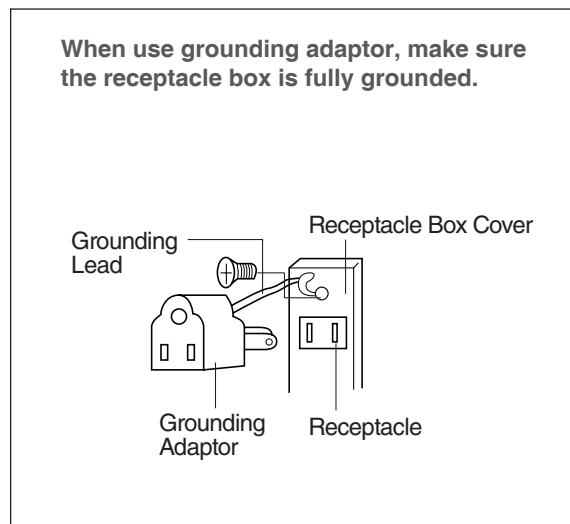 When use grounding adaptor, make sure
the receptacle box is fully grounded.
Grounding
Lead
Receptacle Box Cover
Grounding
Adaptor
Receptacle